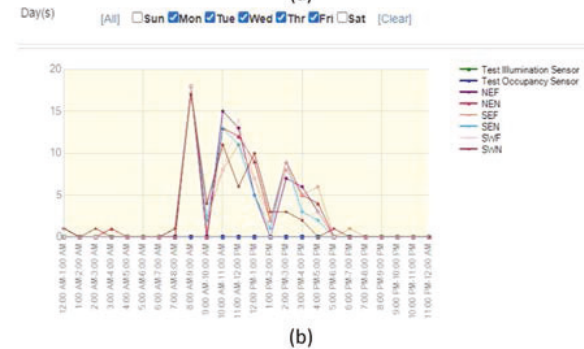 Day(s)
[All] Sun Mon Tue Wed Thr Fri Sat [Clear]
20
15
10
5
0
12:00 AM-1:00 AM
1:00 AM-2:00 AM
2:00 AM-3:00 AM
3:00 AM-4:00 AM
4:00 AM-5:00 AM
5:00 AM-6:00 AM
6:00 AM-7:00 AM
7:00 AM-8:00 AM
8:00 AM-9:00 AM
9:00 AM-10:00 AM
10:00 AM-11:00 AM
11:00 AM-12:00 PM
12:00 PM-1:00 PM
1:00 PM-2:00 PM
2:00 PM-3:00 PM
3:00 PM-4:00 PM
4:00 PM-5:00 PM
5:00 PM-6:00 PM
6:00 PM-7:00 PM
7:00 PM-8:00 PM
8:00 PM-9:00 PM
9:00 PM-10:00 PM
10:00 PM-11:00 PM
11:00 PM-12:00 AM
Test Illumination Sensor
Test Occupancy Sensor
NEF
NEN
SEF
SEN
SWF
SWN
(b)